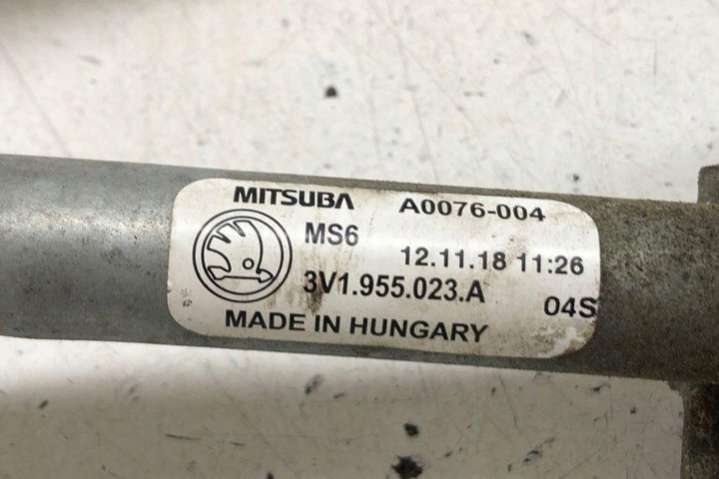 MITSUBA A0076-004
MS6 12.11.18 11:26
3V1.955.023.A 04S
MADE IN HUNGARY